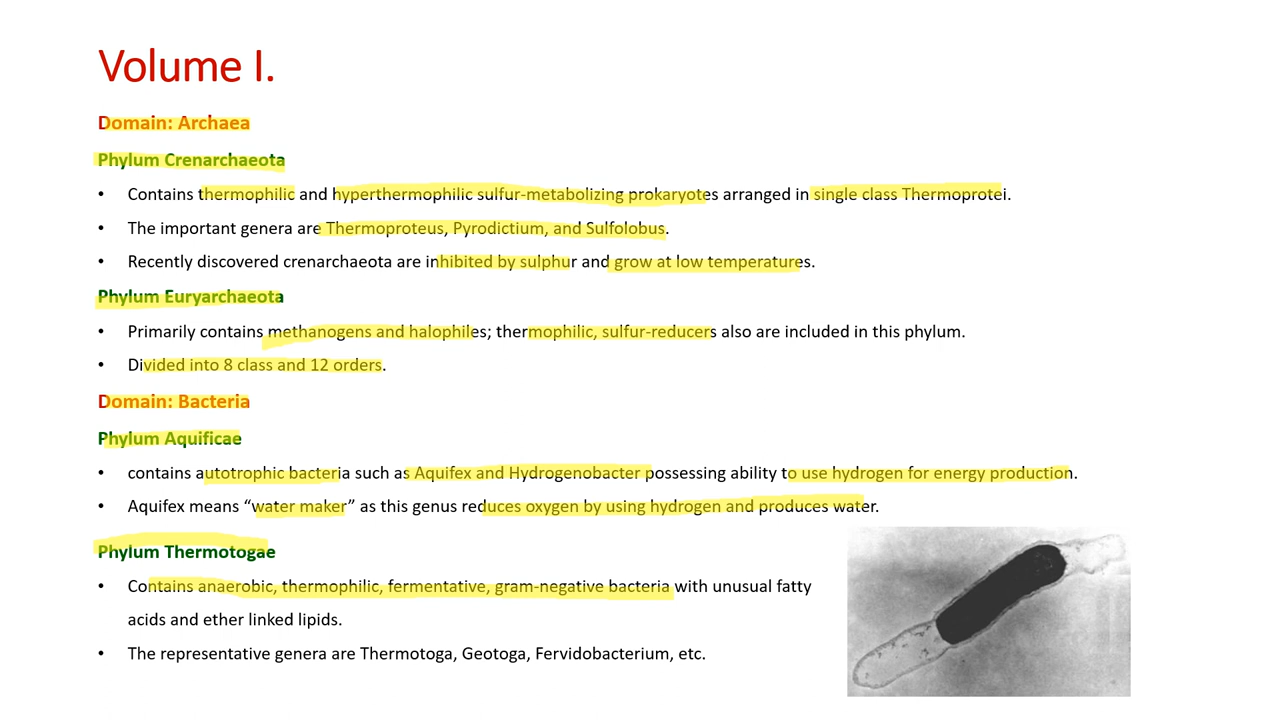 Volume I.
Domain: Archaea
Phylum Crenarchaeota
• Contains thermophilic and hyperthermophilic sulfur-metabolizing prokaryotes arranged in single class Thermoprotei.
• The important genera are Thermoproteus, Pyrodictium, and Sulfolobus.
• Recently discovered crenarchaeota are inhibited by sulphur and grow at low temperatures.
Phylum Euryarchaeota
• Primarily contains methanogens and halophiles; thermophilic, sulfur-reducers also are included in this phylum.
• Divided into 8 class and 12 orders.
Domain: Bacteria
Phylum Aquificae
• contains autotrophic bacteria such as Aquifex and Hydrogenobacter possessing ability to use hydrogen for energy production.
• Aquifex means “water maker” as this genus reduces oxygen by using hydrogen and produces water.
Phylum Thermotogae
• Contains anaerobic, thermophilic, fermentative, gram-negative bacteria with unusual fatty
acids and ether linked lipids.
• The representative genera are Thermotoga, Geotoga, Fervidobacterium, etc.